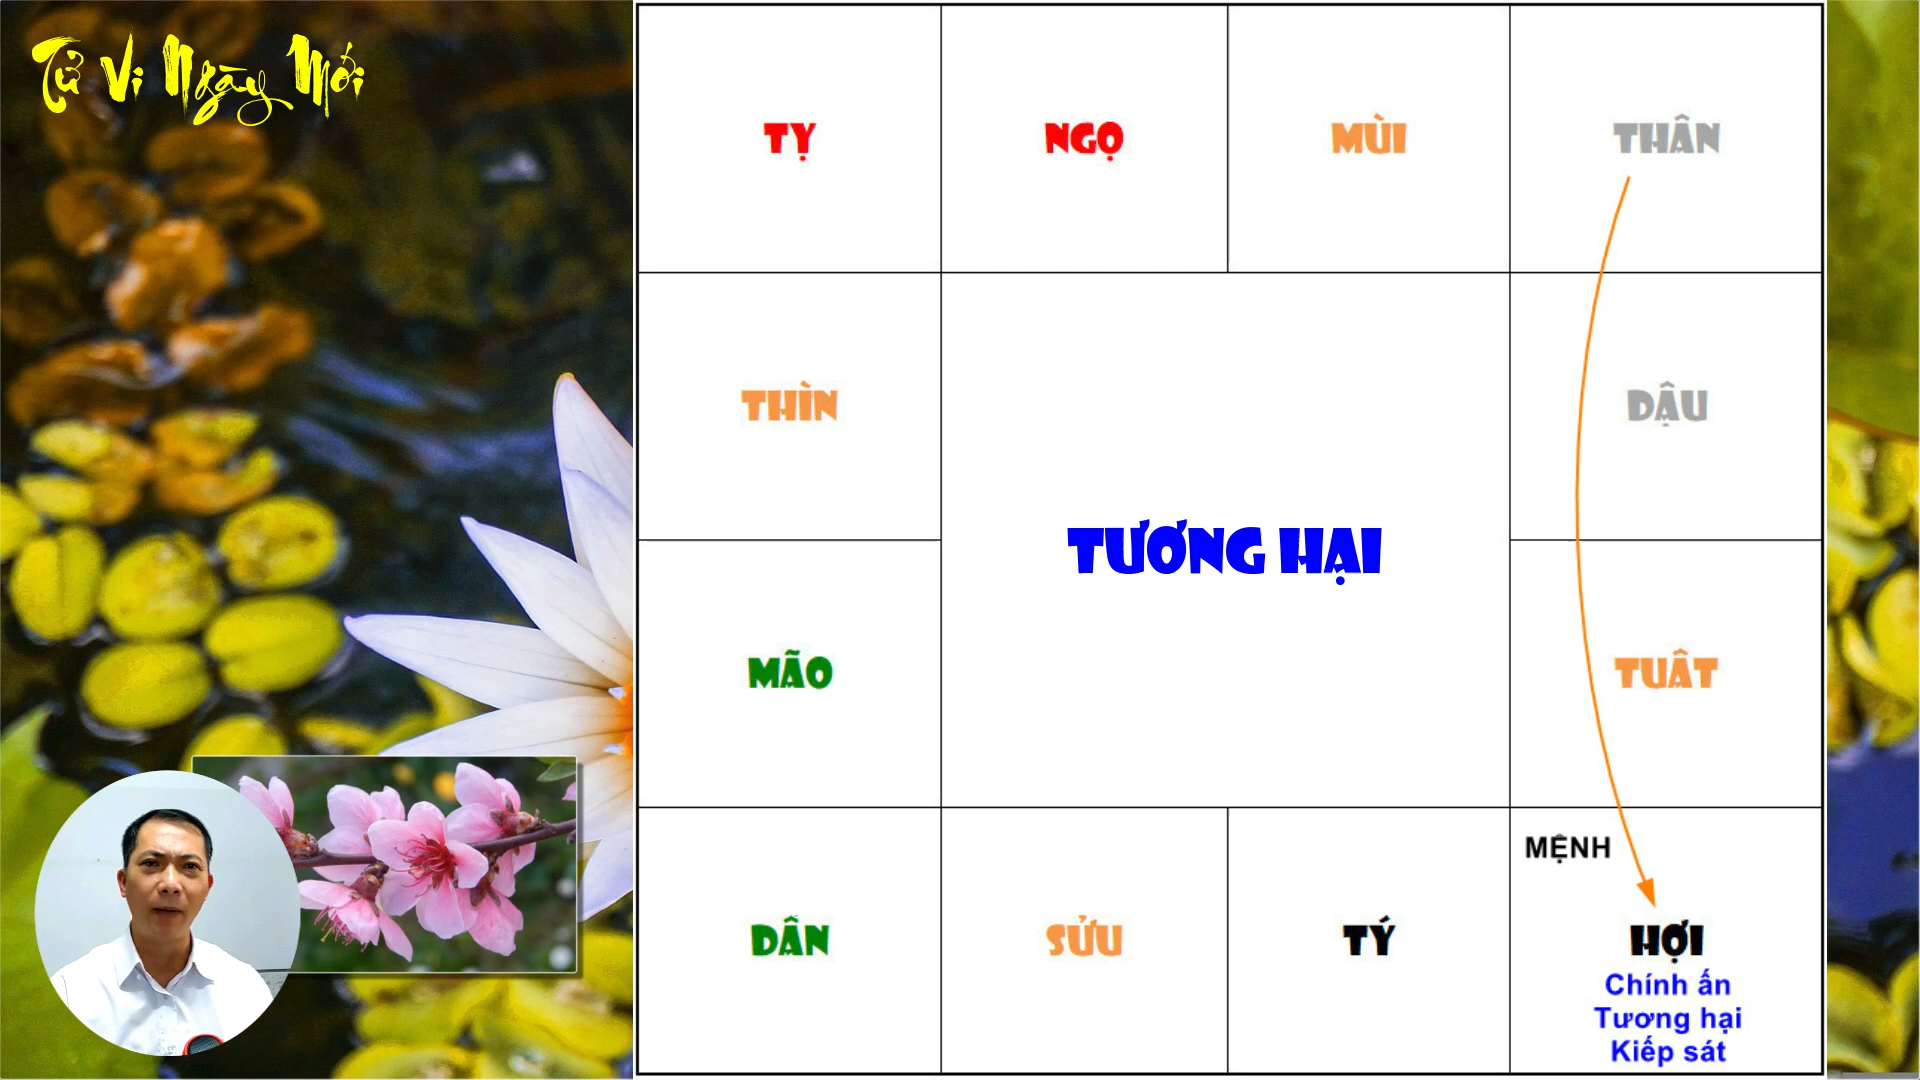 Tử Vi Ngày Mới
TỴ
NGỌ
MÙI
THÂN
THÌN
DẬU
TƯƠNG HẠI
MÃO
TUẤT
MỆNH
DẦN
SỬU
TÝ
HỢI
Chính ấn
Tương hại
Kiếp sát